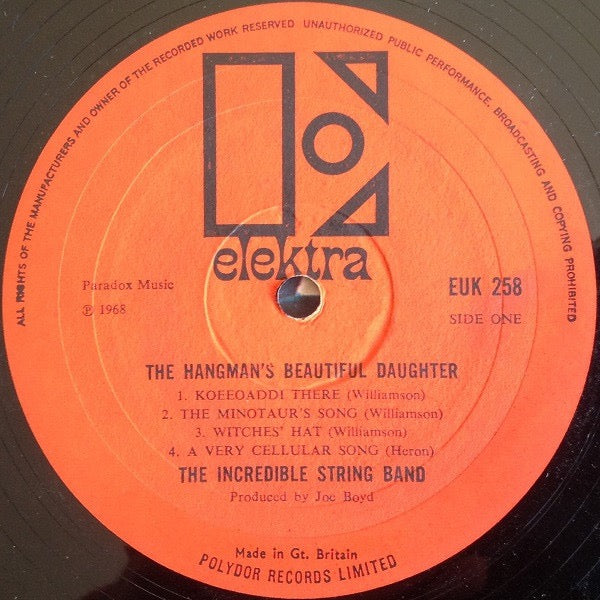 ALL RIGHTS OF THE MANUFACTURERS AND OWNER OF THE RECORDED WORK RESERVED UNAUTHORIZED PUBLIC PERFORMANCE, BROADCASTING AND COPYING PROHIBITED
elektra
Paradox Music
℗ 1968
EUK 258
SIDE ONE
THE HANGMAN'S BEAUTIFUL DAUGHTER
1. KOEEOADDI THERE (Williamson)
2. THE MINOTAUR'S SONG (Williamson)
3. WITCHES' HAT (Williamson)
4. A VERY CELLULAR SONG (Heron)
THE INCREDIBLE STRING BAND
Produced by Joe Boyd
Made in Gt. Britain
POLYDOR RECORDS LIMITED